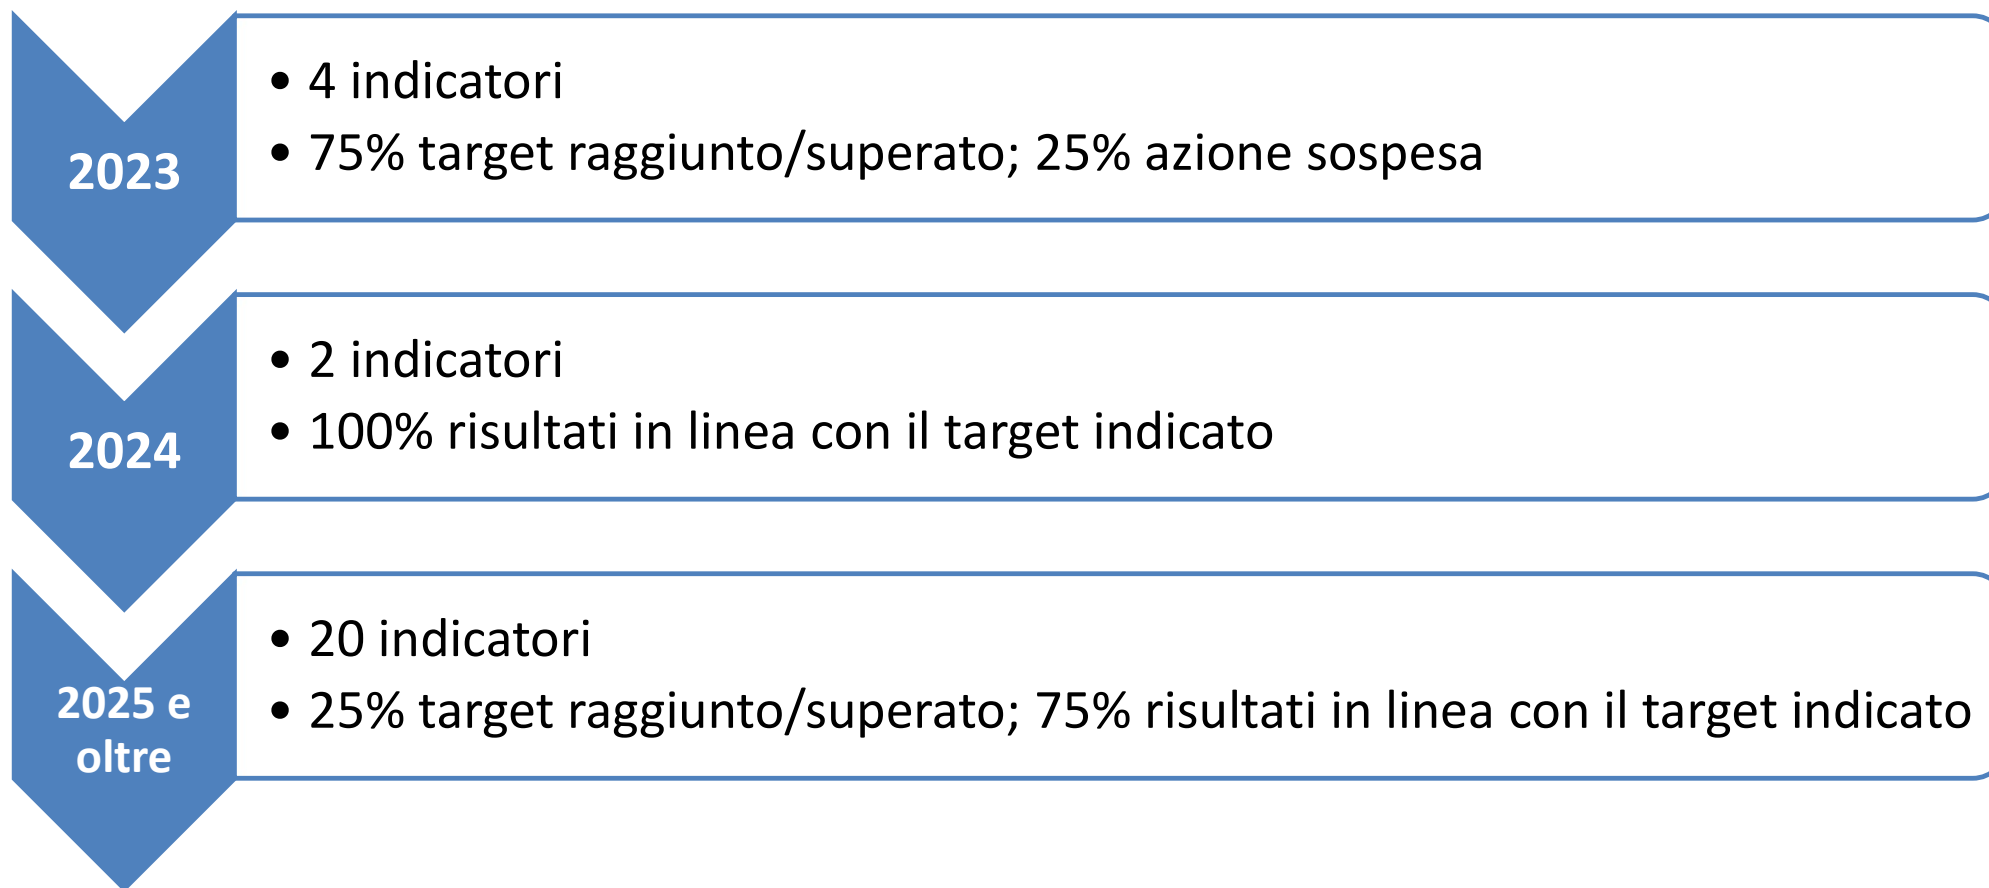 2023
• 4 indicatori
• 75% target raggiunto/superato; 25% azione sospesa
2024
• 2 indicatori
• 100% risultati in linea con il target indicato
2025 e
oltre
• 20 indicatori
• 25% target raggiunto/superato; 75% risultati in linea con il target indicato